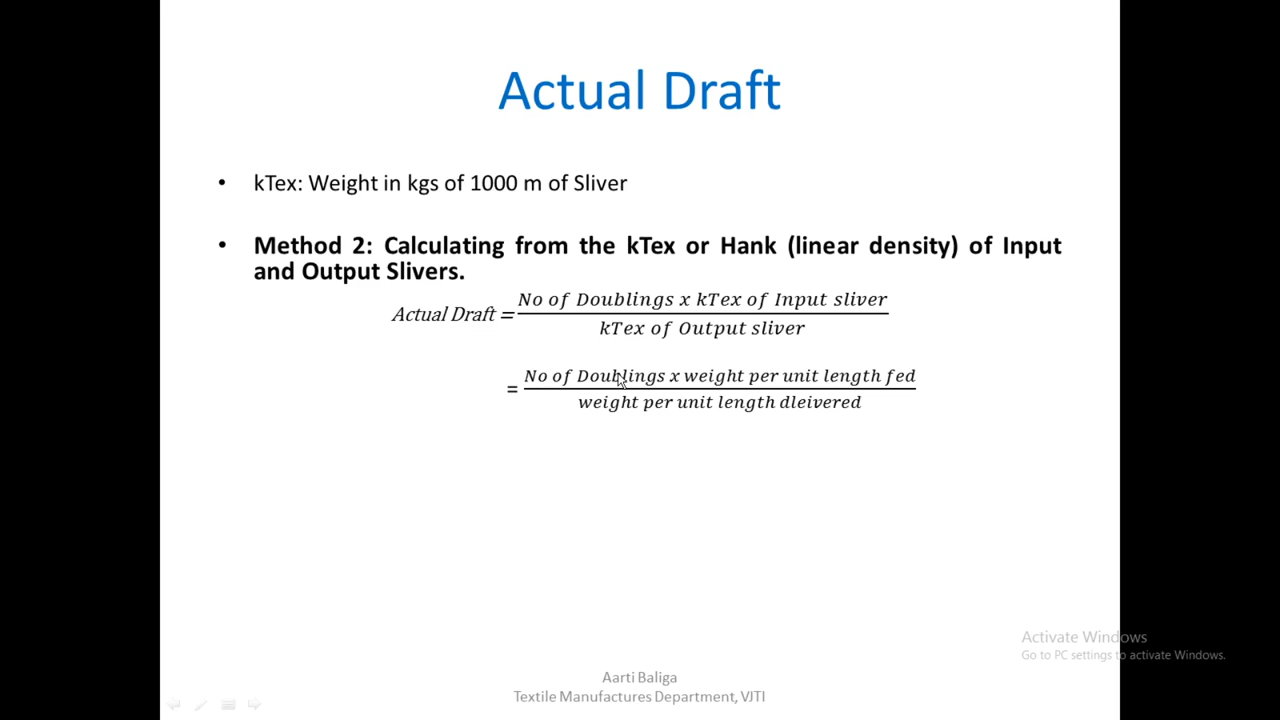 Actual Draft
• kTex: Weight in kgs of 1000 m of Sliver
• Method 2: Calculating from the kTex or Hank (linear density) of Input
and Output Slivers.
No of Doublings x kTex of Input sliver
Actual Draft =
kTex of Output sliver
No of Doublings x weight per unit length fed
=
weight per unit length dleivered
Activate Windows
Go to PC settings to activate Windows.
Aarti Baliga
Textile Manufactures Department, VJTI